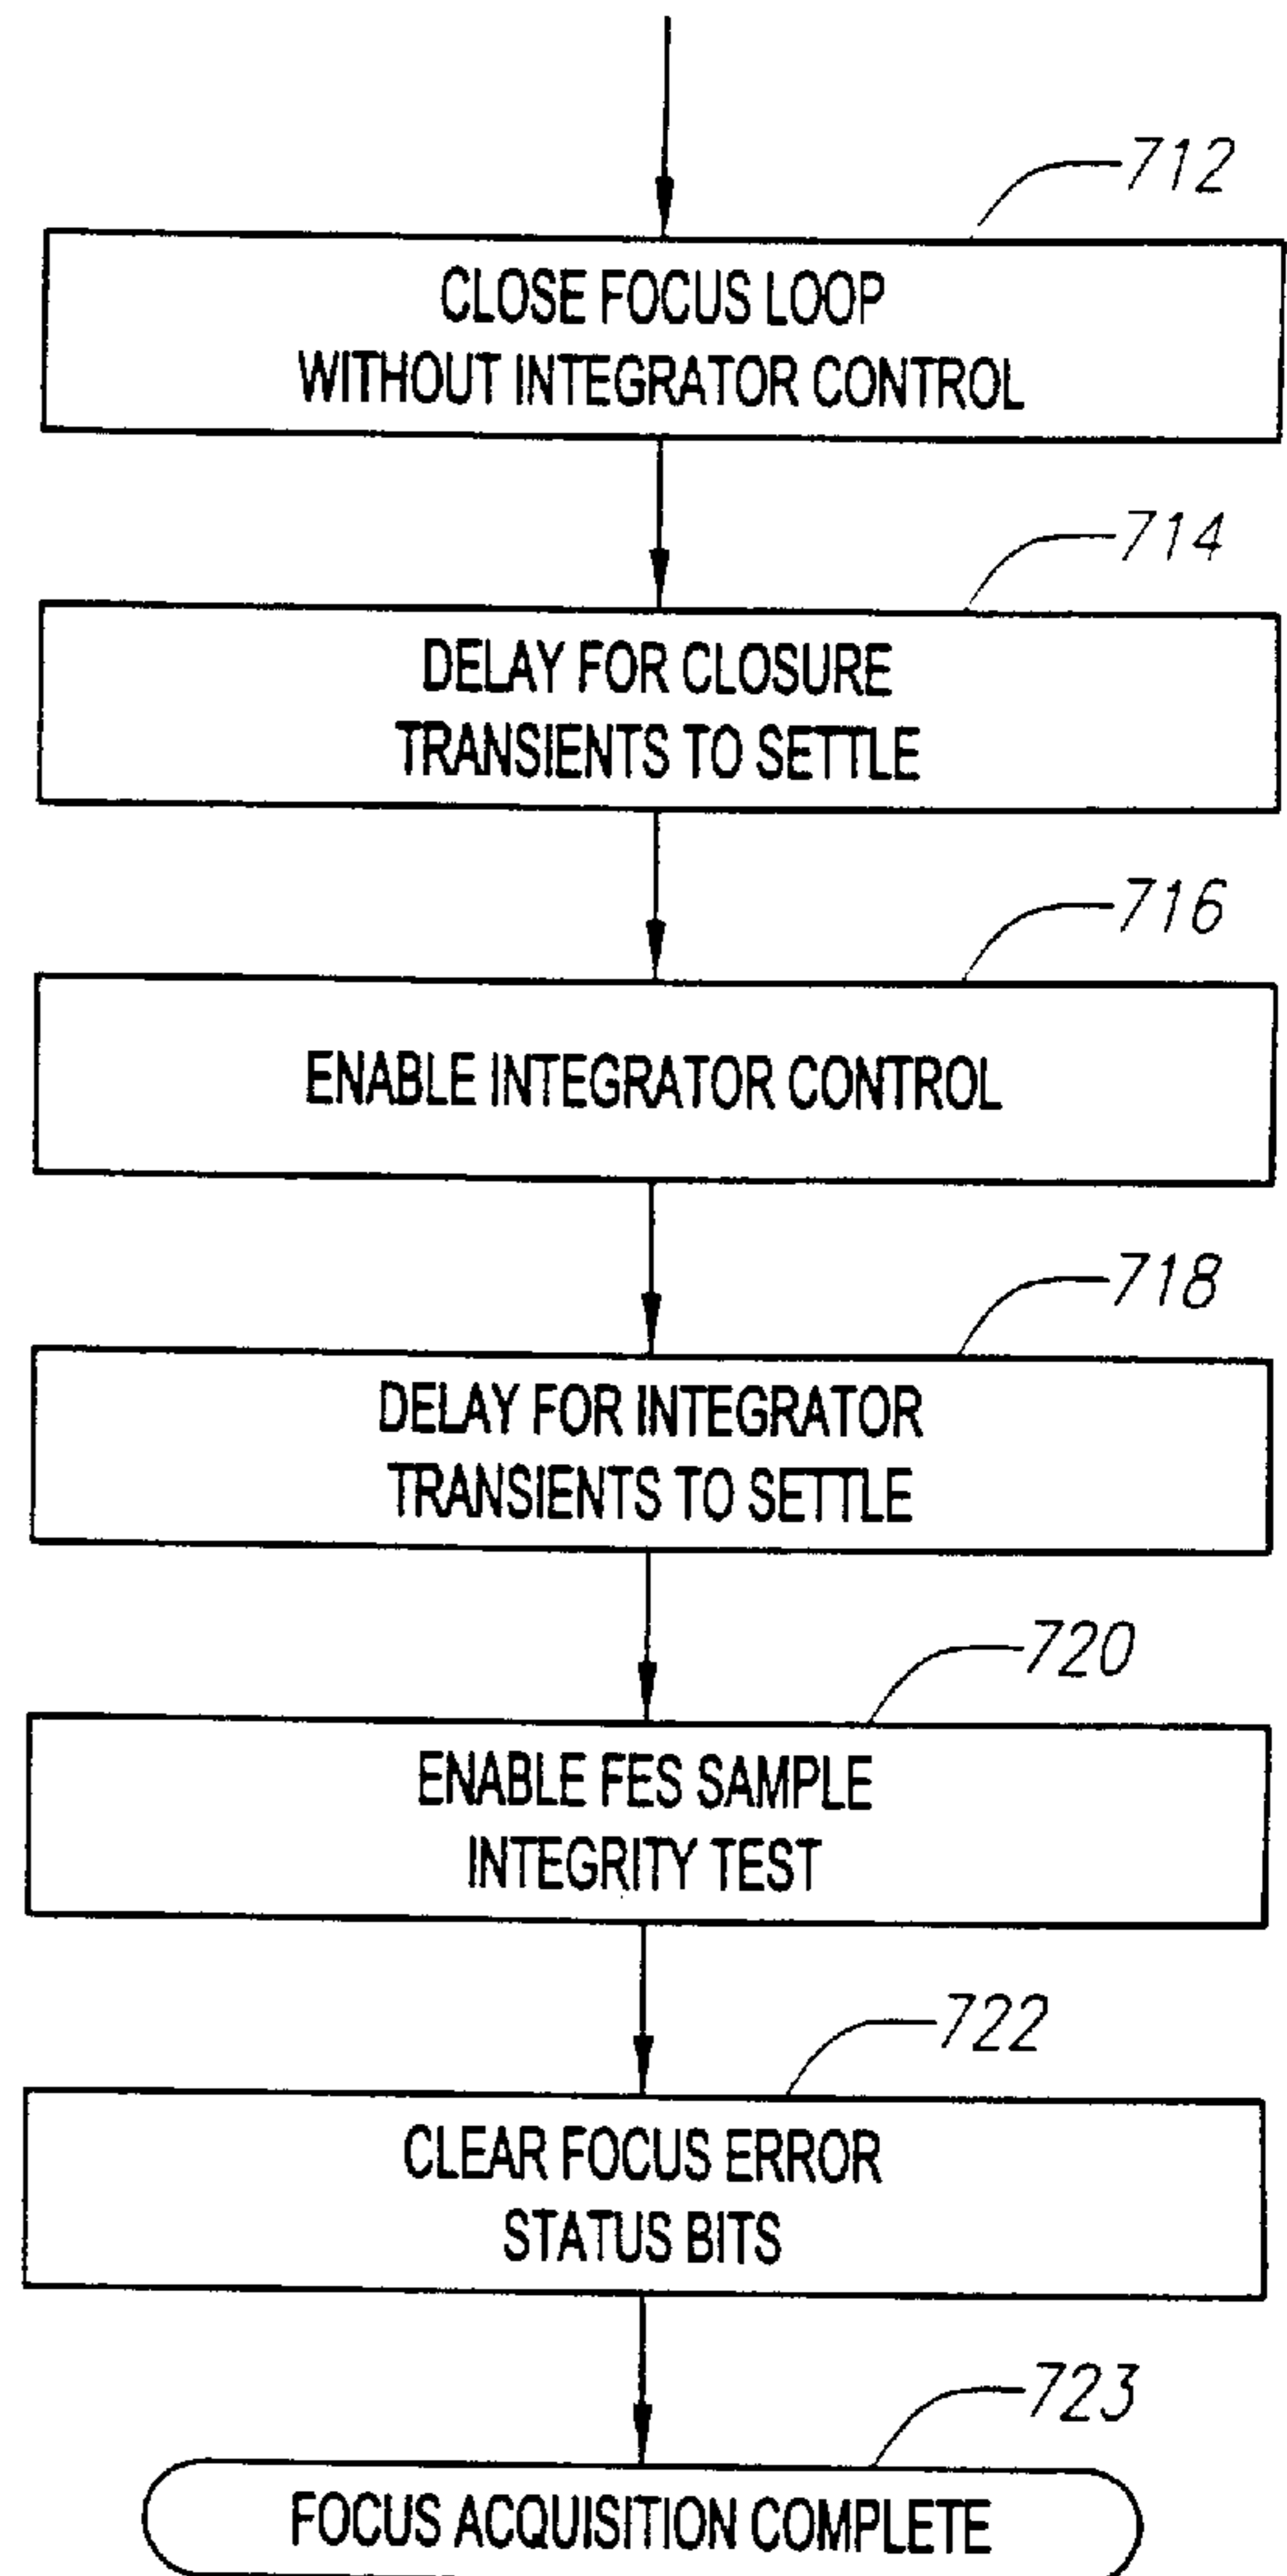 712
CLOSE FOCUS LOOP
WITHOUT INTEGRATOR CONTROL
714
DELAY FOR CLOSURE
TRANSIENTS TO SETTLE
716
ENABLE INTEGRATOR CONTROL
718
DELAY FOR INTEGRATOR
TRANSIENTS TO SETTLE
720
ENABLE FES SAMPLE
INTEGRITY TEST
722
CLEAR FOCUS ERROR
STATUS BITS
723
FOCUS ACQUISITION COMPLETE